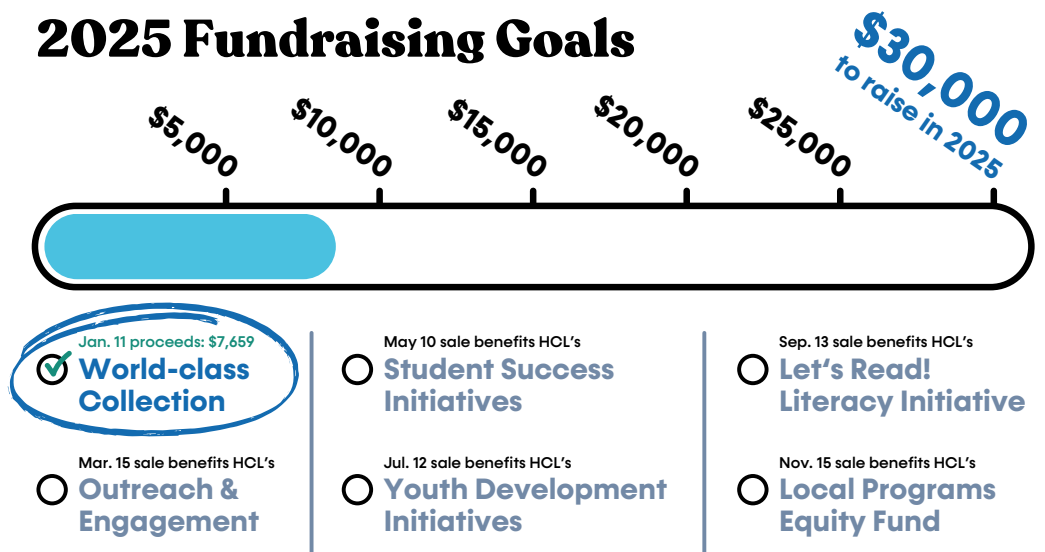 2025 Fundraising Goals
$5,000
$10,000
$15,000
$20,000
$25,000
$30,000
to raise in 2025
Jan. 11 proceeds: $7,659
World-class
Collection
Mar. 15 sale benefits HCL's
Outreach &
Engagement
May 10 sale benefits HCL's
Student Success
Initiatives
Jul. 12 sale benefits HCL's
Youth Development
Initiatives
Sep. 13 sale benefits HCL's
Let's Read!
Literacy Initiative
Nov. 15 sale benefits HCL's
Local Programs
Equity Fund